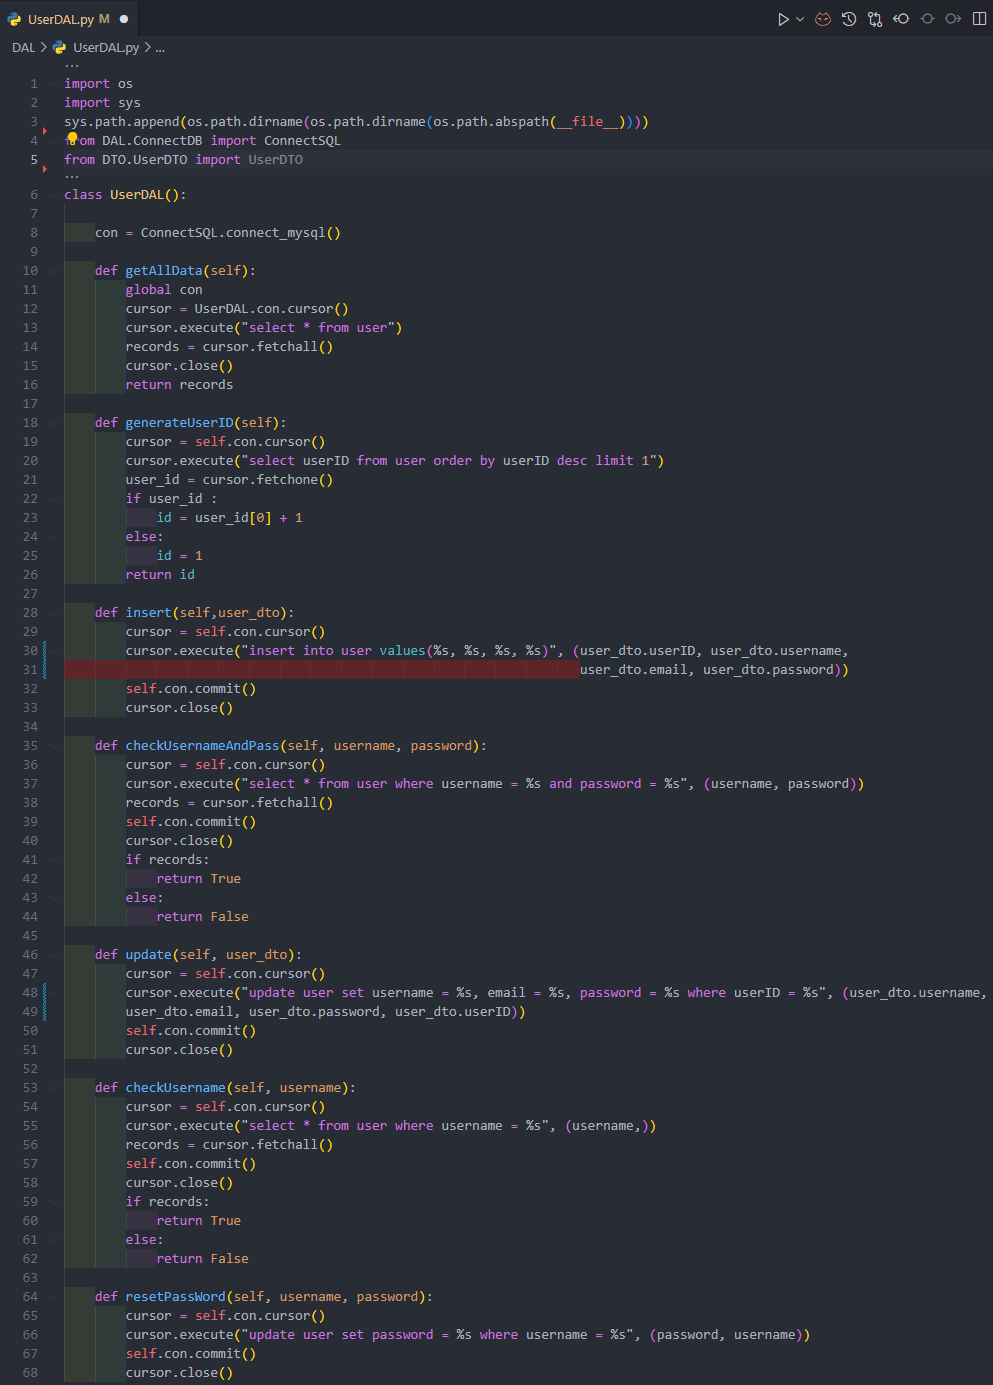 UserDAL.py M
DAL > UserDAL.py > ...
...
1 import os
2 import sys
3 sys.path.append(os.path.dirname(os.path.dirname(os.path.abspath(__file__))))
4 from DAL.ConnectDB import ConnectSQL
5 from DTO.UserDTO import UserDTO
...
6 class UserDAL():
7
8     con = ConnectSQL.connect_mysql()
9
10     def getAllData(self):
11         global con
12         cursor = UserDAL.con.cursor()
13         cursor.execute("select * from user")
14         records = cursor.fetchall()
15         cursor.close()
16         return records
17
18     def generateUserID(self):
19         cursor = self.con.cursor()
20         cursor.execute("select userID from user order by userID desc limit 1")
21         user_id = cursor.fetchone()
22         if user_id :
23             id = user_id[0] + 1
24         else:
25             id = 1
26         return id
27
28     def insert(self,user_dto):
29         cursor = self.con.cursor()
30         cursor.execute("insert into user values(%s, %s, %s, %s)", (user_dto.userID, user_dto.username,
31                                                                    user_dto.email, user_dto.password))
32         self.con.commit()
33         cursor.close()
34
35     def checkUsernameAndPass(self, username, password):
36         cursor = self.con.cursor()
37         cursor.execute("select * from user where username = %s and password = %s", (username, password))
38         records = cursor.fetchall()
39         self.con.commit()
40         cursor.close()
41         if records:
42             return True
43         else:
44             return False
45
46     def update(self, user_dto):
47         cursor = self.con.cursor()
48         cursor.execute("update user set username = %s, email = %s, password = %s where userID = %s", (user_dto.username,
49         user_dto.email, user_dto.password, user_dto.userID))
50         self.con.commit()
51         cursor.close()
52
53     def checkUsername(self, username):
54         cursor = self.con.cursor()
55         cursor.execute("select * from user where username = %s", (username,))
56         records = cursor.fetchall()
57         self.con.commit()
58         cursor.close()
59         if records:
60             return True
61         else:
62             return False
63
64     def resetPassWord(self, username, password):
65         cursor = self.con.cursor()
66         cursor.execute("update user set password = %s where username = %s", (password, username))
67         self.con.commit()
68         cursor.close()